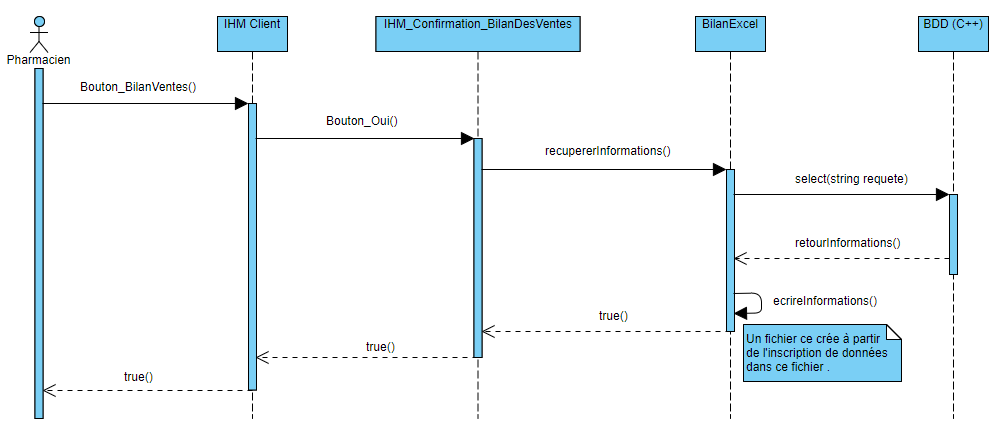 IHM Client
IHM_Confirmation_BilanDesVentes
BilanExcel
BDD (C++)
Pharmacien
Bouton_BilanVentes()
Bouton_Oui()
recupererInformations()
select(string requete)
retourInformations()
ecrireInformations()
true()
true()
true()
Un fichier ce crée à partir
de l'inscription de données
dans ce fichier .